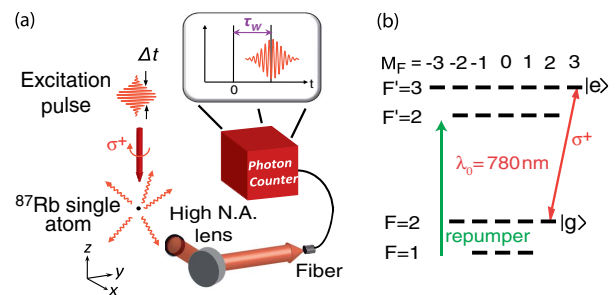 (a)
Δt
Excitation
pulse
σ+
τw
0
t
Photon
Counter
87Rb single
atom
High N.A.
lens
Fiber
z
y
x
(b)
MF = -3 -2 -1 0 1 2 3
F'=3
|e>
F'=2
σ+
λ0=780nm
F=2
|g>
repumper
F=1